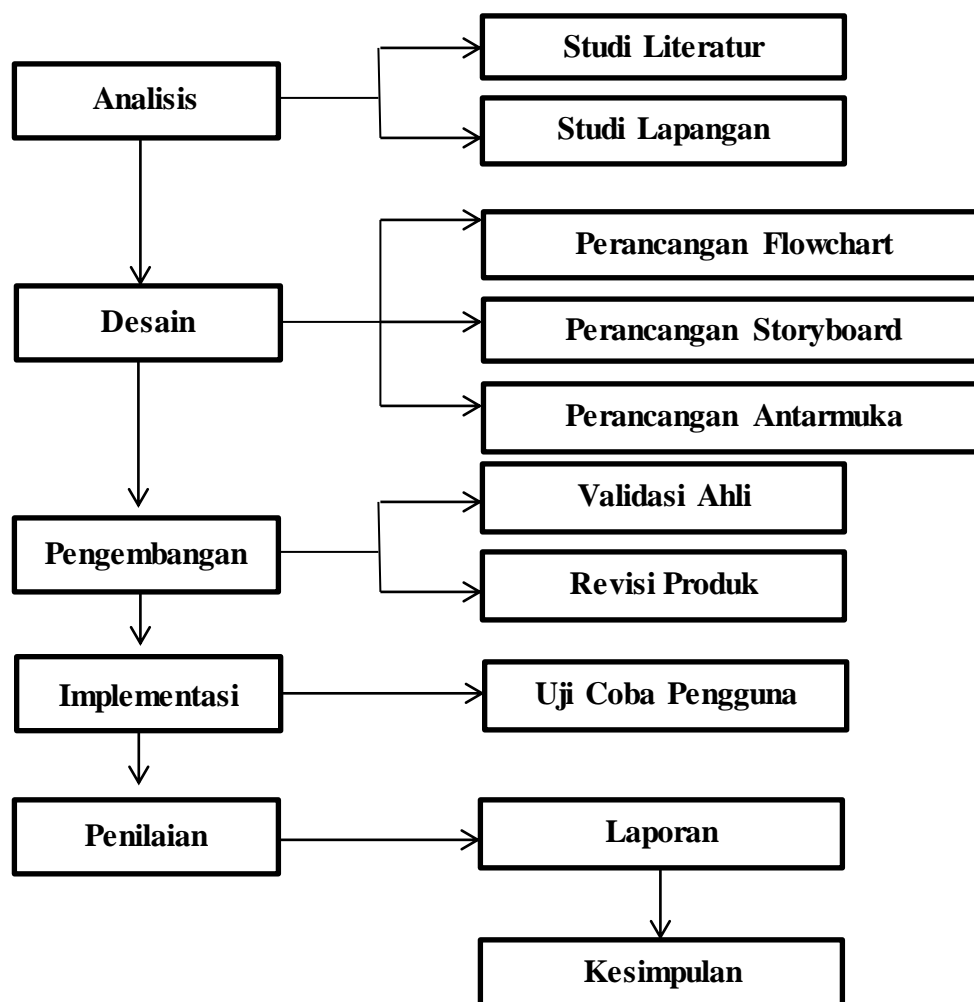 Analisis
Studi Literatur
Studi Lapangan
Desain
Perancangan Flowchart
Perancangan Storyboard
Perancangan Antarmuka
Pengembangan
Validasi Ahli
Revisi Produk
Implementasi
Uji Coba Pengguna
Penilaian
Laporan
Kesimpulan